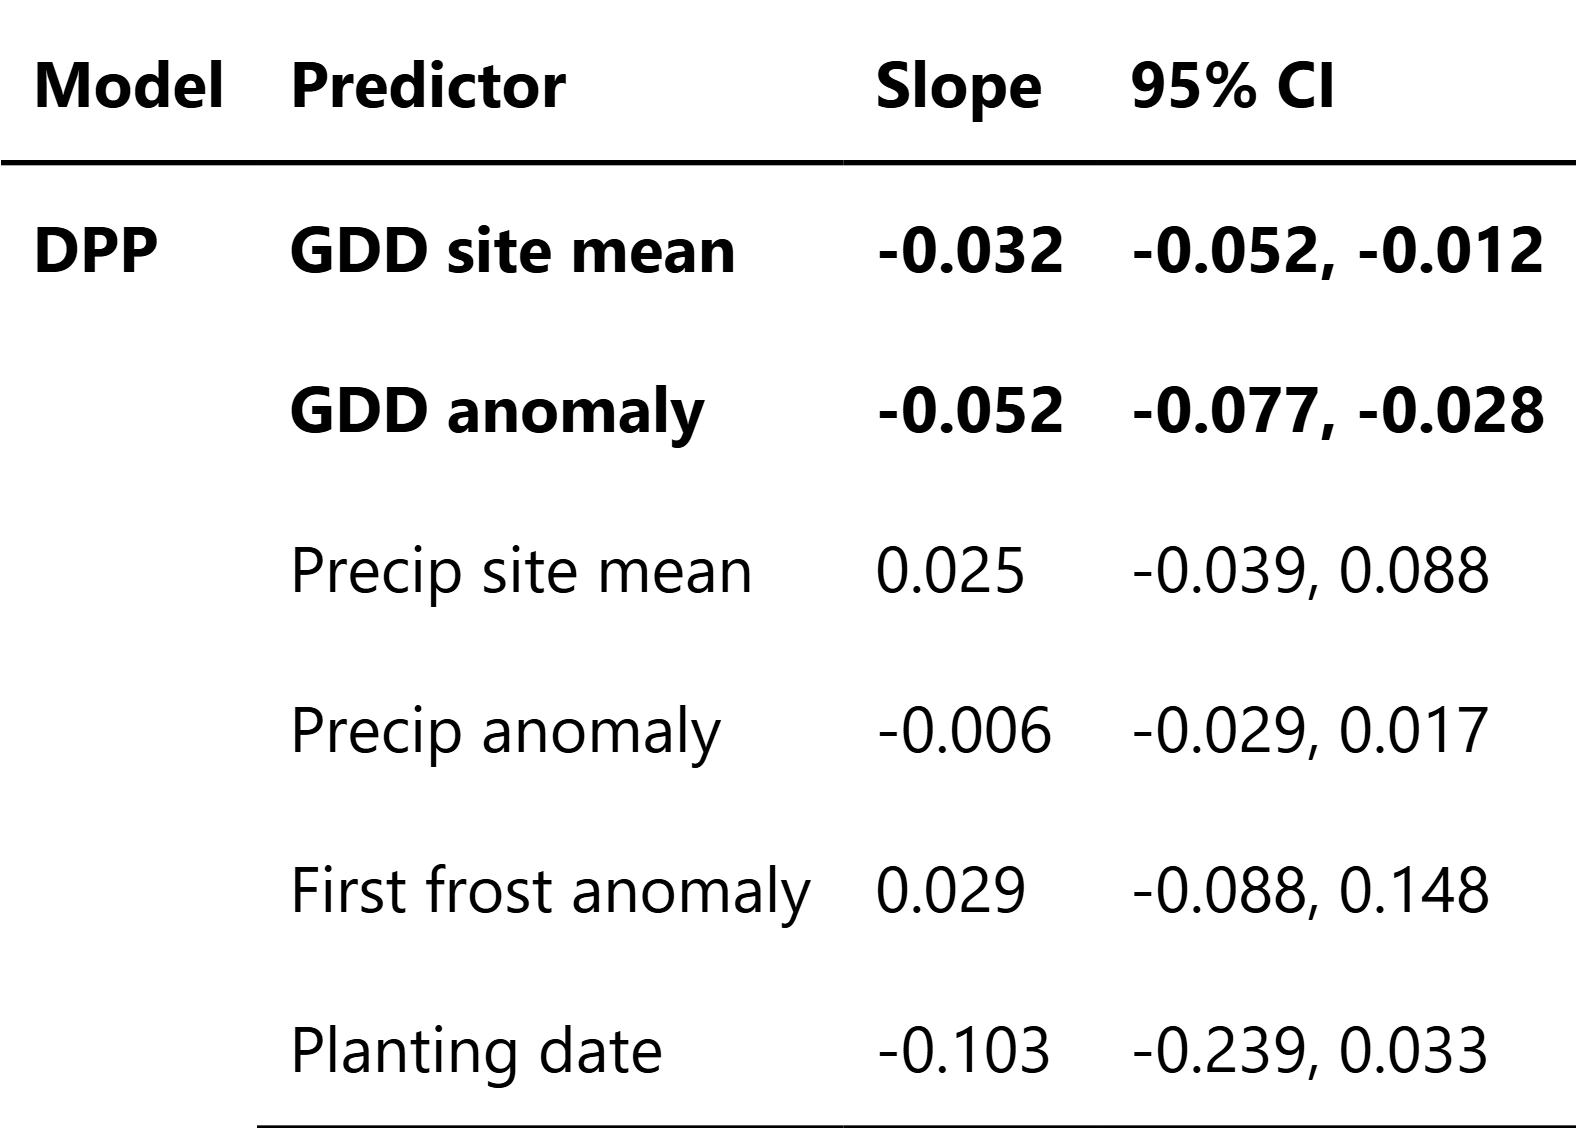 Model Predictor Slope 95% CI
DPP GDD site mean -0.032 -0.052, -0.012
GDD anomaly -0.052 -0.077, -0.028
Precip site mean 0.025 -0.039, 0.088
Precip anomaly -0.006 -0.029, 0.017
First frost anomaly 0.029 -0.088, 0.148
Planting date -0.103 -0.239, 0.033